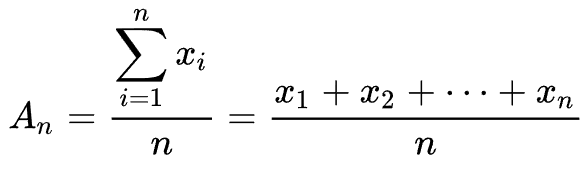 A_n = \frac{\sum_{i=1}^{n} x_i}{n} = \frac{x_1 + x_2 + \cdots + x_n}{n}